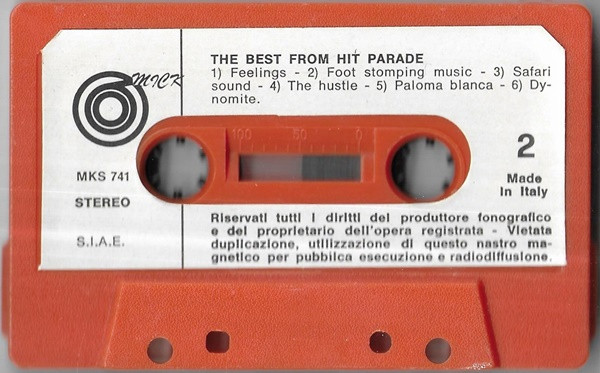 THE BEST FROM HIT PARADE
1) Feelings - 2) Foot stomping music - 3) Safari
sound - 4) The hustle - 5) Paloma blanca - 6) Dy-
nomite.
MICK
100 50 0
2
MKS 741
Made
In Italy
STEREO
S.I.A.E.
Riservati tutti i diritti del produttore fonografico
e del proprietario dell'opera registrata - Vietata
duplicazione, utilizzazione di questo nastro ma-
gnetico per pubbilca esecuzione e radiodiffusione.